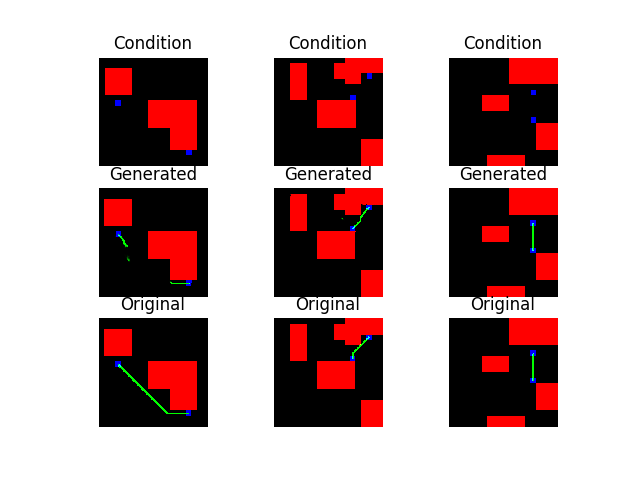 Condition
Condition
Condition
Generated
Generated
Generated
Original
Original
Original